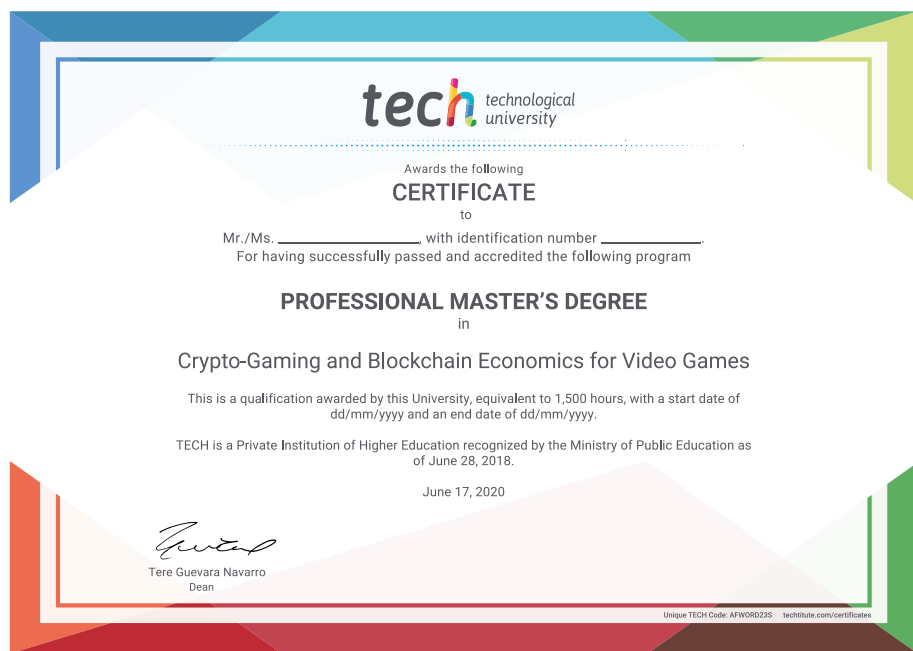 tech technological
university
Awards the following
CERTIFICATE
to
Mr./Ms. ____________________, with identification number ______________.
For having successfully passed and accredited the following program
PROFESSIONAL MASTER'S DEGREE
in
Crypto-Gaming and Blockchain Economics for Video Games
This is a qualification awarded by this University, equivalent to 1,500 hours, with a start date of
dd/mm/yyyy and an end date of dd/mm/yyyy.
TECH is a Private Institution of Higher Education recognized by the Ministry of Public Education as
of June 28, 2018.
June 17, 2020
Tere Guevara Navarro
Dean
Unique TECH Code: AFWORD23S techtitute.com/certificates